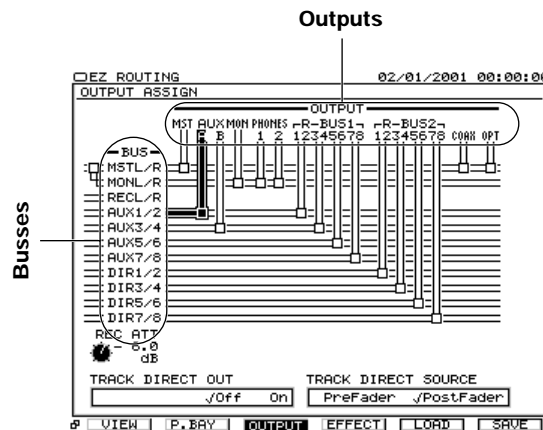 Outputs
EZ ROUTING 02/01/2001 00:00:00
OUTPUT ASSIGN
OUTPUT
MST AUX MON PHONES R-BUS1 R-BUS2
A B 1 2 12345678 12345678 COAX OPT
Busses
BUS
MSTL/R
MONL/R
RECL/R
AUX1/2
AUX3/4
AUX5/6
AUX7/8
DIR1/2
DIR3/4
DIR5/6
DIR7/8
REC ATT
- 6.0
dB
TRACK DIRECT OUT TRACK DIRECT SOURCE
√Off On PreFader √PostFader
VIEW P.BAY OUTPUT EFFECT LOAD SAVE